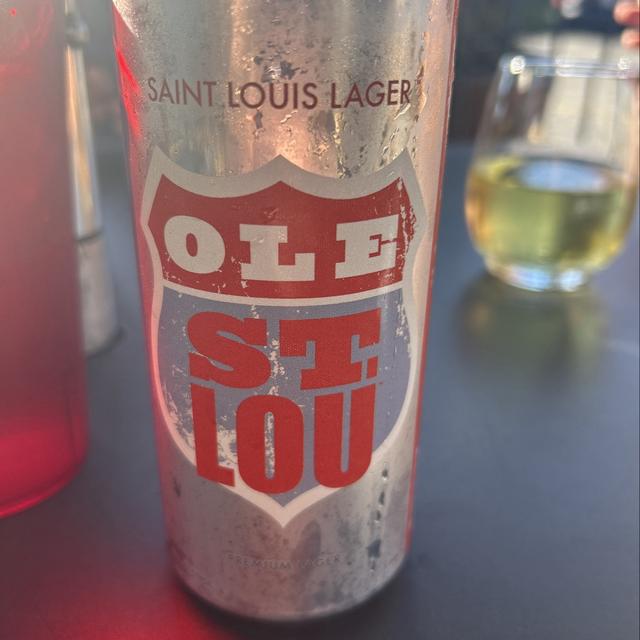 SAINT LOUIS LAGER
OLE
ST.
LOU
PREMIUM LAGER